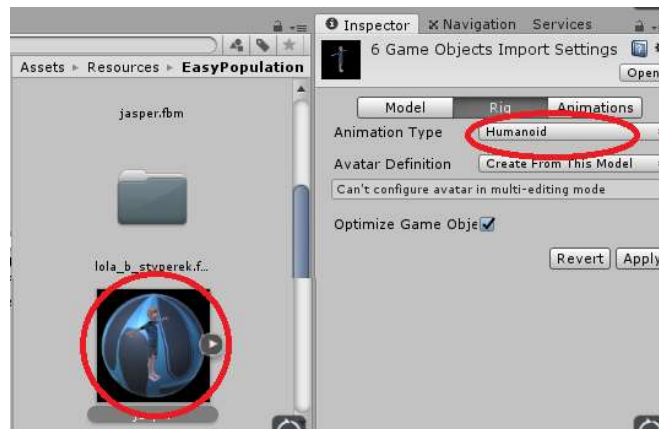 Assets ▸ Resources ▸ EasyPopulation
jasper.fbm
lola_b_styperek.f...
jasper
Inspector Navigation Services
6 Game Objects Import Settings
Open
Model Rig Animations
Animation Type Humanoid
Avatar Definition Create From This Model
Can't configure avatar in multi-editing mode
Optimize Game Obje
Revert Apply